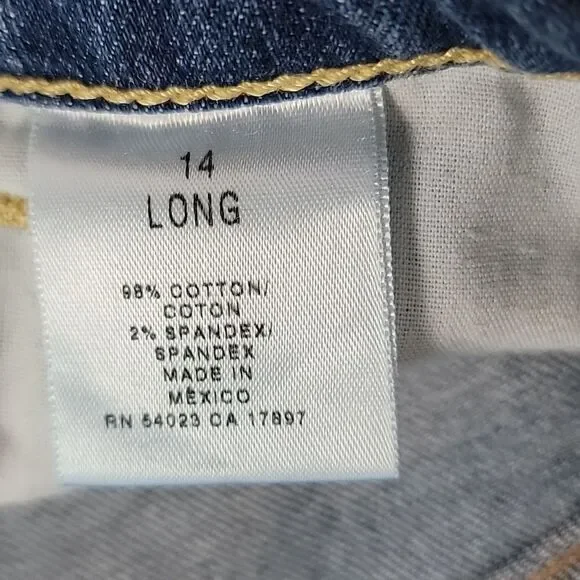 14
LONG
98% COTTON/
COTON
2% SPANDEX/
SPANDEX
MADE IN
MÉXICO
RN 54023 CA 17897